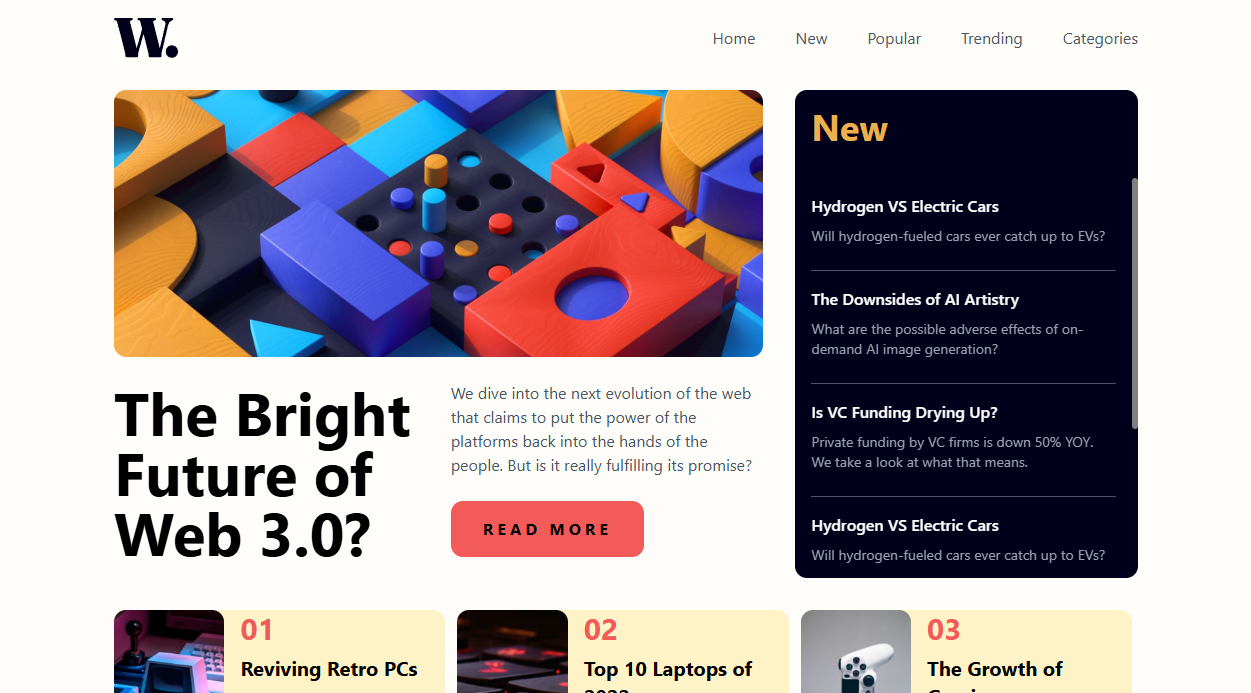 W.
Home
New
Popular
Trending
Categories
The Bright
Future of
Web 3.0?
We dive into the next evolution of the web
that claims to put the power of the
platforms back into the hands of the
people. But is it really fulfilling its promise?
READ MORE
New
Hydrogen VS Electric Cars
Will hydrogen-fueled cars ever catch up to EVs?
The Downsides of AI Artistry
What are the possible adverse effects of on-
demand AI image generation?
Is VC Funding Drying Up?
Private funding by VC firms is down 50% YOY.
We take a look at what that means.
Hydrogen VS Electric Cars
Will hydrogen-fueled cars ever catch up to EVs?
01
Reviving Retro PCs
02
Top 10 Laptops of
03
The Growth of